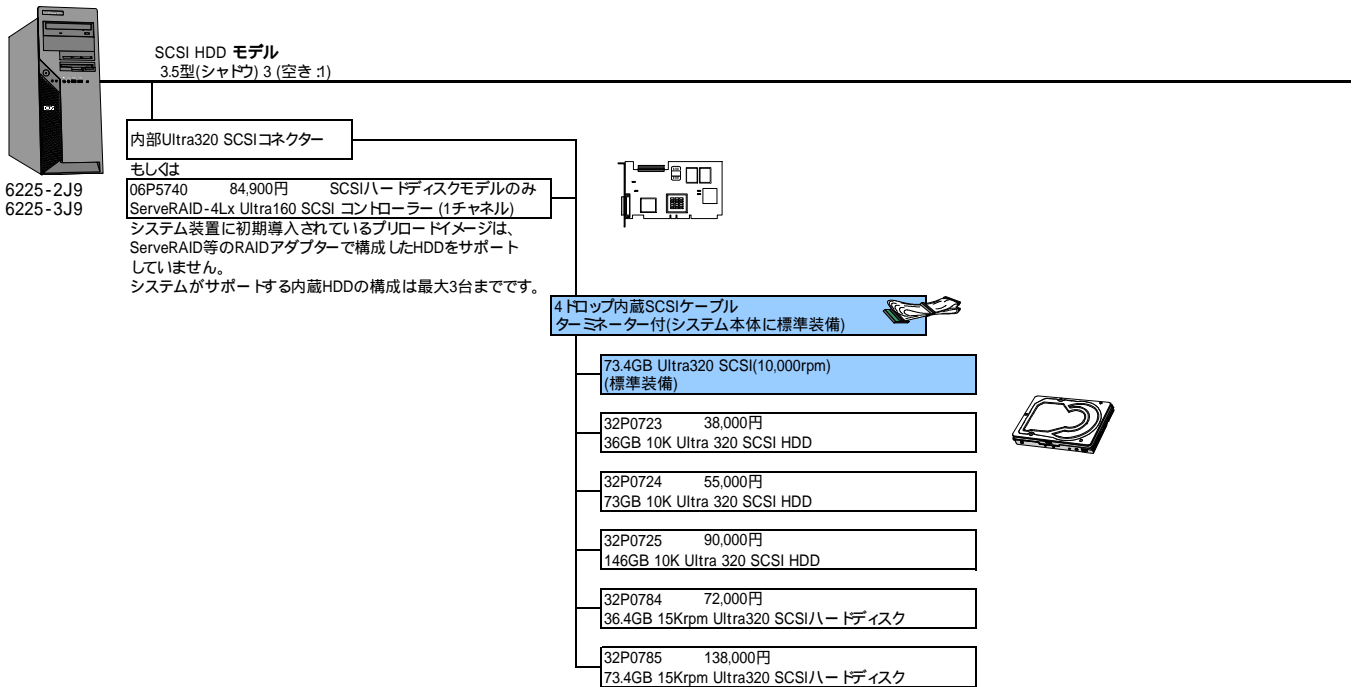 SCSI HDD モデル
3.5型(シャドウ) 3 (空き:1)
内部Ultra320 SCSIコネクター
もしくは
6225-2J9
6225-3J9
06P5740 84,900円 SCSIハードディスクモデルのみ
ServeRAID-4Lx Ultra160 SCSI コントローラー (1チャネル)
システム装置に初期導入されているプリロードイメージは、
ServeRAID等のRAIDアダプターで構成したHDDをサポート
していません。
システムがサポートする内蔵HDDの構成は最大3台までです。
4ドロップ内蔵SCSIケーブル
ターミネーター付(システム本体に標準装備)
73.4GB Ultra320 SCSI(10,000rpm)
(標準装備)
32P0723 38,000円
36GB 10K Ultra 320 SCSI HDD
32P0724 55,000円
73GB 10K Ultra 320 SCSI HDD
32P0725 90,000円
146GB 10K Ultra 320 SCSI HDD
32P0784 72,000円
36.4GB 15Krpm Ultra320 SCSIハードディスク
32P0785 138,000円
73.4GB 15Krpm Ultra320 SCSIハードディスク